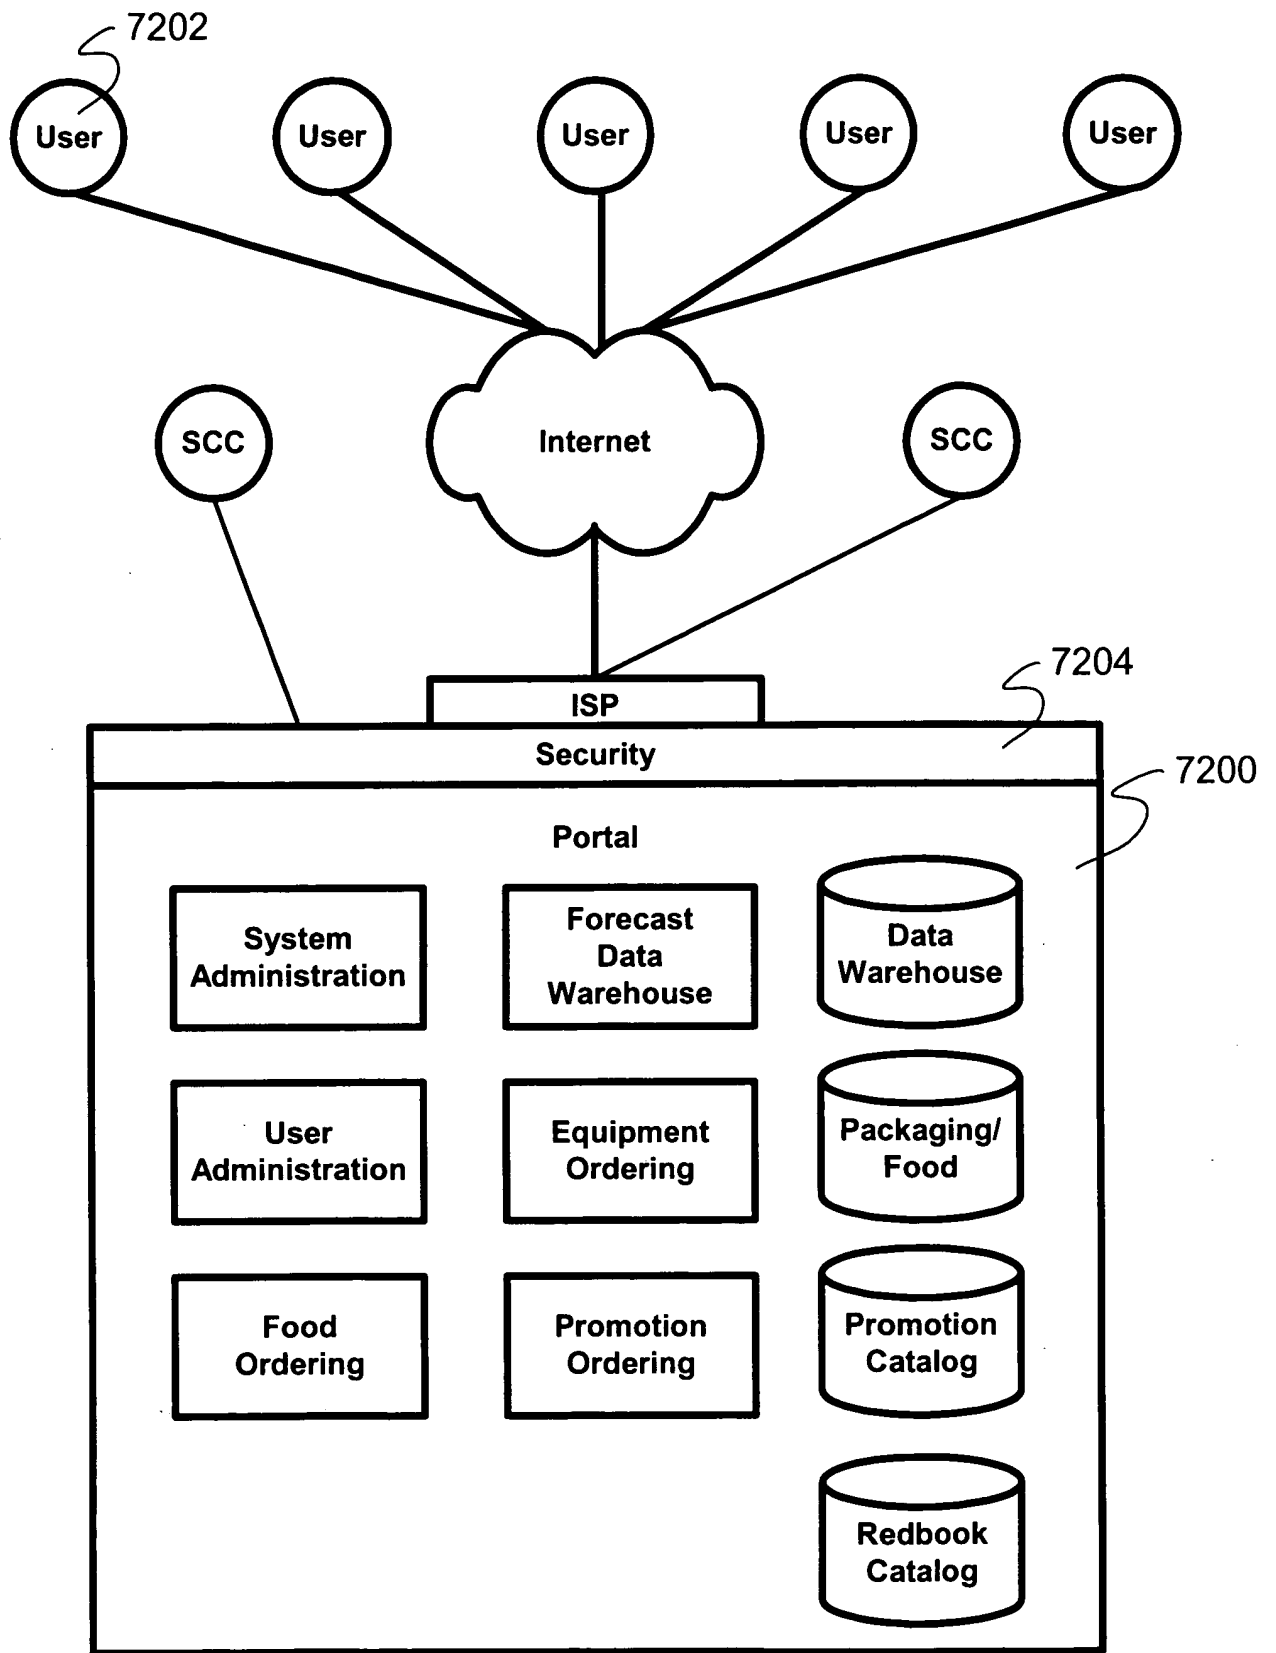 7202
User
User
User
User
User
SCC
Internet
SCC
7204
ISP
Security
7200
Portal
System
Administration
Forecast
Data
Warehouse
Data
Warehouse
User
Administration
Equipment
Ordering
Packaging/
Food
Food
Ordering
Promotion
Ordering
Promotion
Catalog
Redbook
Catalog